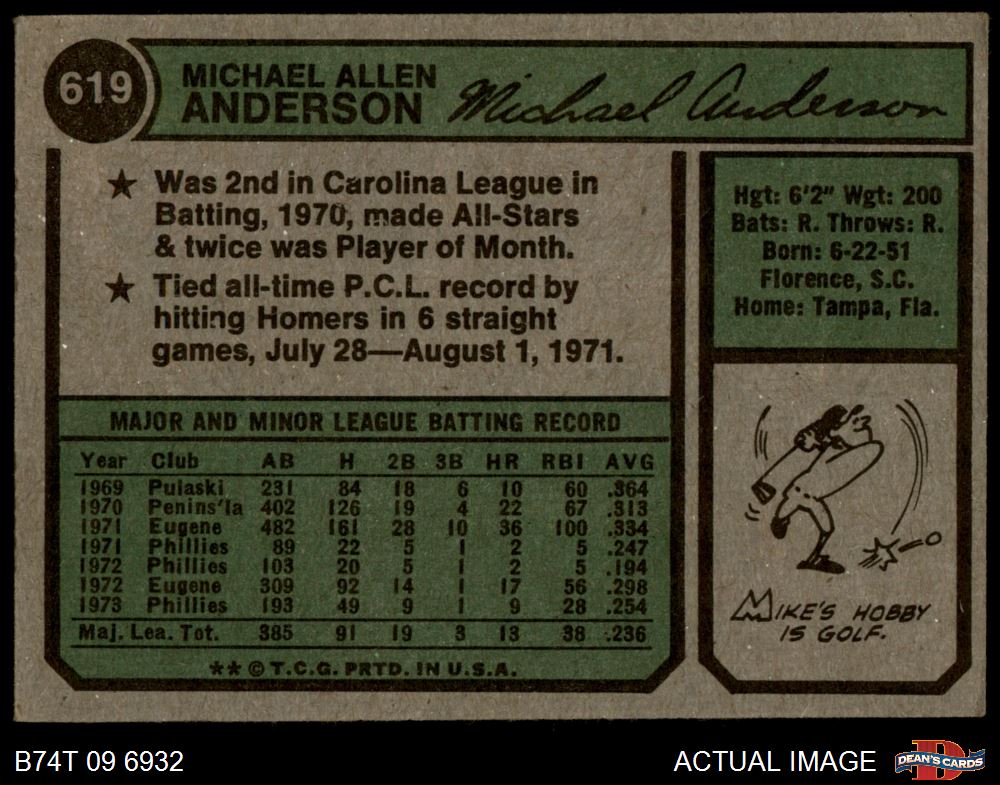 619
MICHAEL ALLEN
ANDERSON
Michael Anderson
★ Was 2nd in Carolina League in
Batting, 1970, made All-Stars
& twice was Player of Month.
★ Tied all-time P.C.L. record by
hitting Homers in 6 straight
games, July 28—August 1, 1971.
Hgt: 6'2" Wgt: 200
Bats: R. Throws: R.
Born: 6-22-51
Florence, S.C.
Home: Tampa, Fla.
MAJOR AND MINOR LEAGUE BATTING RECORD
Year Club AB H 2B 3B HR RBI AVG
1969 Pulaski 231 84 18 6 10 60 .364
1970 Penins'la 402 126 19 4 22 67 .313
1971 Eugene 482 161 28 10 36 100 .334
1971 Phillies 89 22 5 1 2 5 .247
1972 Phillies 103 20 5 1 2 5 .194
1972 Eugene 309 92 14 1 17 56 .298
1973 Phillies 193 49 9 1 9 28 .254
Maj. Lea. Tot. 385 91 19 3 13 38 .236
** © T.C.G. PRTD. IN U.S.A.
MIKE'S HOBBY
IS GOLF.
B74T 09 6932
ACTUAL IMAGE
D
DEAN'S CARDS